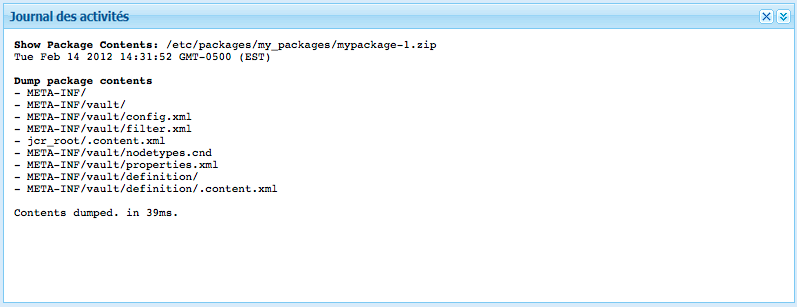 Journal des activités
Show Package Contents: /etc/packages/my_packages/mypackage-1.zip
Tue Feb 14 2012 14:31:52 GMT-0500 (EST)
Dump package contents
- META-INF/
- META-INF/vault/
- META-INF/vault/config.xml
- META-INF/vault/filter.xml
- jcr_root/.content.xml
- META-INF/vault/nodetypes.cnd
- META-INF/vault/properties.xml
- META-INF/vault/definition/
- META-INF/vault/definition/.content.xml
Contents dumped. in 39ms.